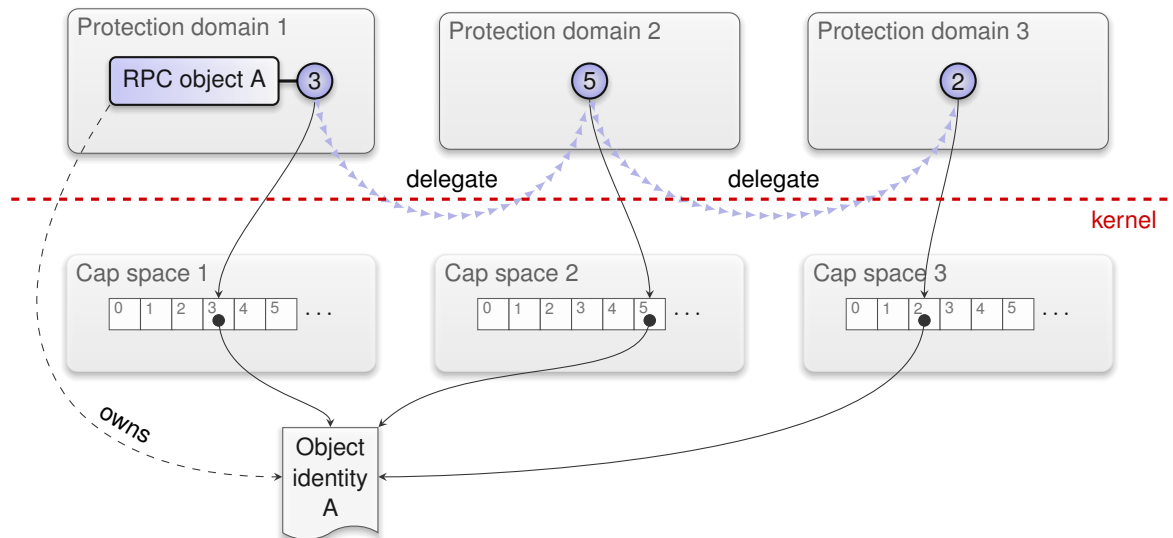 Protection domain 1
RPC object A
3
Protection domain 2
5
Protection domain 3
2
delegate
delegate
kernel
Cap space 1
0 1 2 3 4 5 ...
Cap space 2
0 1 2 3 4 5 ...
Cap space 3
0 1 2 3 4 5 ...
owns
Object
identity
A